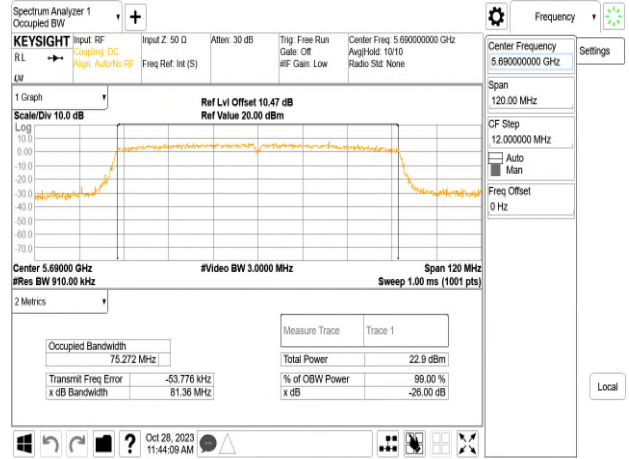 Spectrum Analyzer 1
Occupied BW
+
Frequency
KEYSIGHT
RL
Input: RF
Coupling: DC
Align: Auto/No RF
Input Z: 50 Ω
Freq Ref: Int (S)
Atten: 30 dB
Trig: Free Run
Gate: Off
#IF Gain: Low
Center Freq: 5.690000000 GHz
Avg|Hold: 10/10
Radio Std: None
Center Frequency
5.690000000 GHz
Settings
Span
120.00 MHz
CF Step
12.000000 MHz
Auto
Man
Freq Offset
0 Hz
Local
1 Graph
Scale/Div 10.0 dB
Ref Lvl Offset 10.47 dB
Ref Value 20.00 dBm
Log
10.0
0.00
-10.0
-20.0
-30.0
-40.0
-50.0
-60.0
-70.0
Center 5.69000 GHz
#Res BW 910.00 kHz
#Video BW 3.0000 MHz
Span 120 MHz
Sweep 1.00 ms (1001 pts)
2 Metrics
Measure Trace
Trace 1
Occupied Bandwidth
75.272 MHz
Total Power
22.9 dBm
Transmit Freq Error
-53.776 kHz
% of OBW Power
99.00 %
x dB Bandwidth
81.36 MHz
x dB
-26.00 dB
?
Oct 28, 2023
11:44:09 AM